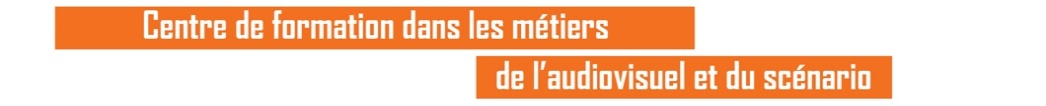 Centre de formation dans les métiers
de l'audiovisuel et du scénario